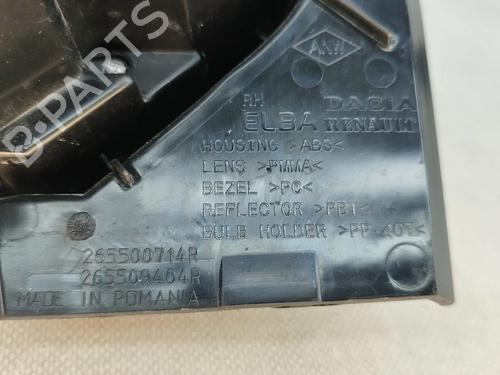 B-PARTS
RH
ELBA
DACIA
RENAULT
HOUSING >ABS<
LENS >PMMA<
BEZEL >PC<
REFLECTOR >PBT<
BULB HOLDER >PP-40T<
265500714R
265509404R
MADE IN ROMANIA